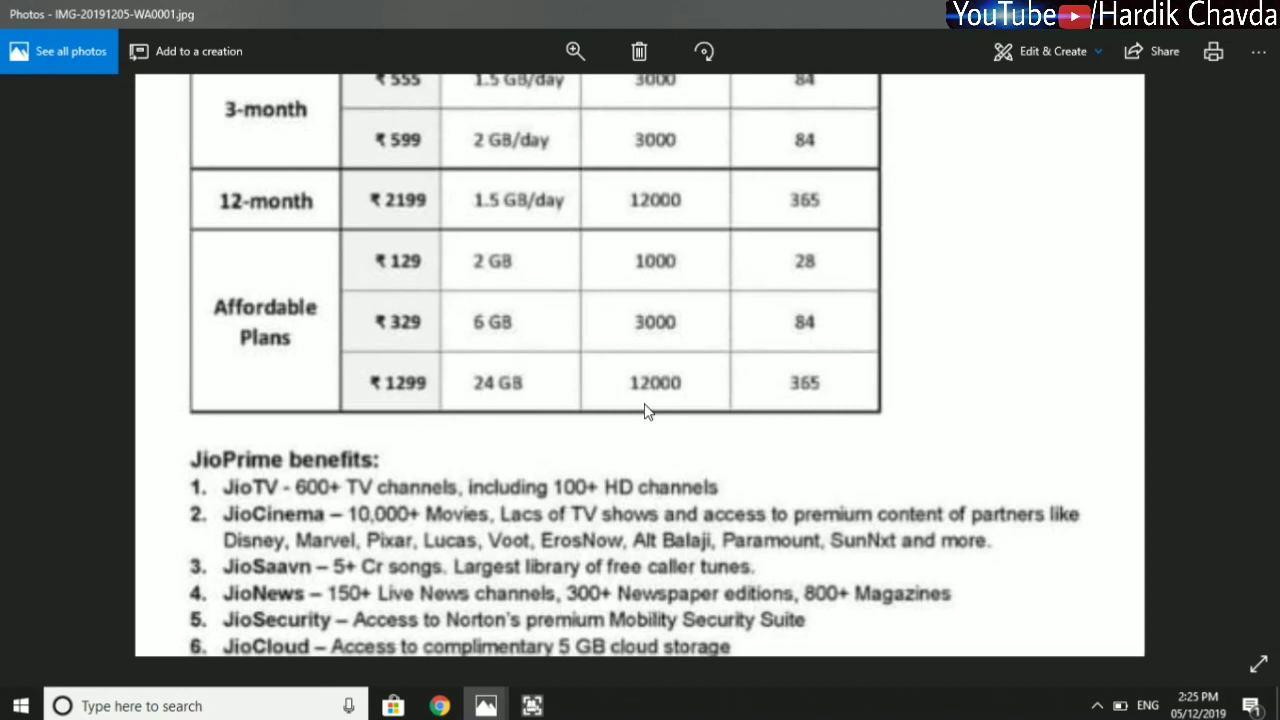 Photos - IMG-20191205-WA0001.jpg
YouTube /Hardik Chavda
See all photos
Add to a creation
Edit & Create
Share
3-month
₹ 555 1.5 GB/day 3000 84
₹ 599 2 GB/day 3000 84
12-month ₹ 2199 1.5 GB/day 12000 365
Affordable Plans
₹ 129 2 GB 1000 28
₹ 329 6 GB 3000 84
₹ 1299 24 GB 12000 365
JioPrime benefits:
1. JioTV - 600+ TV channels, including 100+ HD channels
2. JioCinema – 10,000+ Movies, Lacs of TV shows and access to premium content of partners like
Disney, Marvel, Pixar, Lucas, Voot, ErosNow, Alt Balaji, Paramount, SunNxt and more.
3. JioSaavn – 5+ Cr songs. Largest library of free caller tunes.
4. JioNews – 150+ Live News channels, 300+ Newspaper editions, 800+ Magazines
5. JioSecurity – Access to Norton's premium Mobility Security Suite
6. JioCloud – Access to complimentary 5 GB cloud storage
Type here to search
ENG
2:25 PM
05/12/2019
1